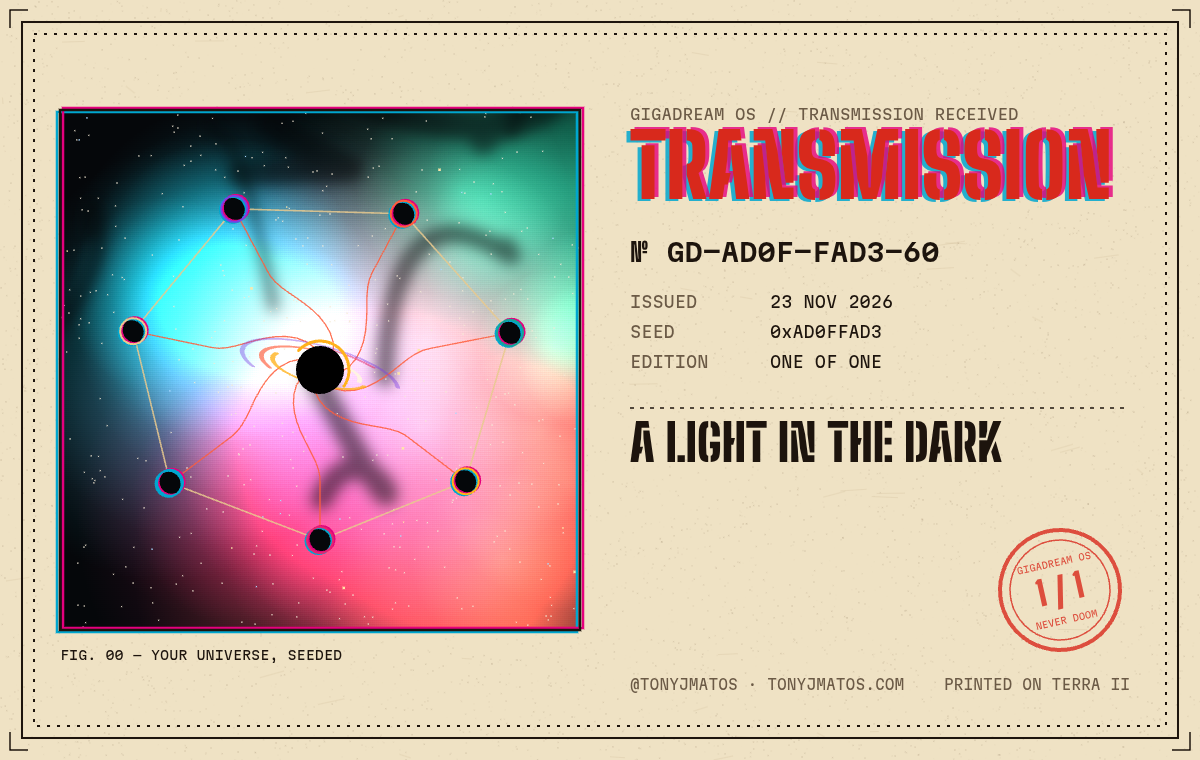 GIGADREAM OS // TRANSMISSION RECEIVED
TRANSMISSION
№ GD—AD0F—FAD3—60
ISSUED 23 NOV 2026
SEED 0xAD0FFAD3
EDITION ONE OF ONE
A LIGHT IN THE DARK
GIGADREAM OS
1/1
NEVER DOOM
FIG. 00 — YOUR UNIVERSE, SEEDED
@TONYJMATOS · TONYJMATOS.COM PRINTED ON TERRA II